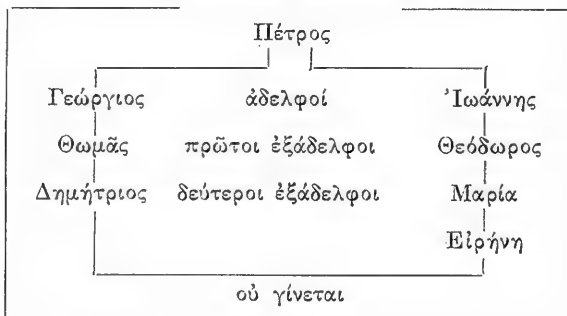 Πέτρος
Γεώργιος ἀδελφοί Ἰωάννης
Θωμᾶς πρῶτοι ἐξάδελφοι Θεόδωρος
Δημήτριος δεύτεροι ἐξάδελφοι Μαρία
Εἰρήνη
οὐ γίνεται